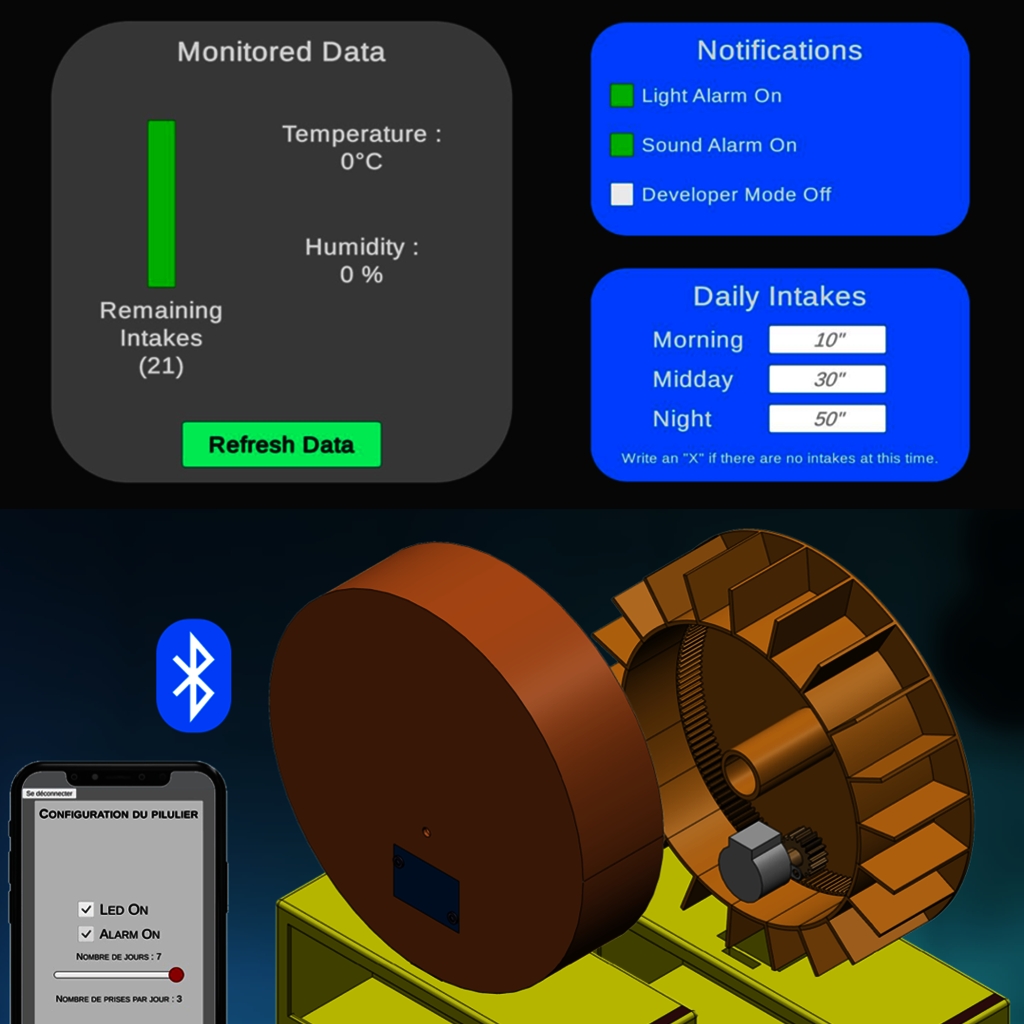 Monitored Data
Temperature :
0°C
Humidity :
0 %
Remaining
Intakes
(21)
Refresh Data
Notifications
Light Alarm On
Sound Alarm On
Developer Mode Off
Daily Intakes
Morning 10"
Midday 30"
Night 50"
Write an "X" if there are no intakes at this time.
Se déconnecter
Configuration du pilulier
Led On
Alarm On
Nombre de jours : 7
Nombre de prises par jour : 3